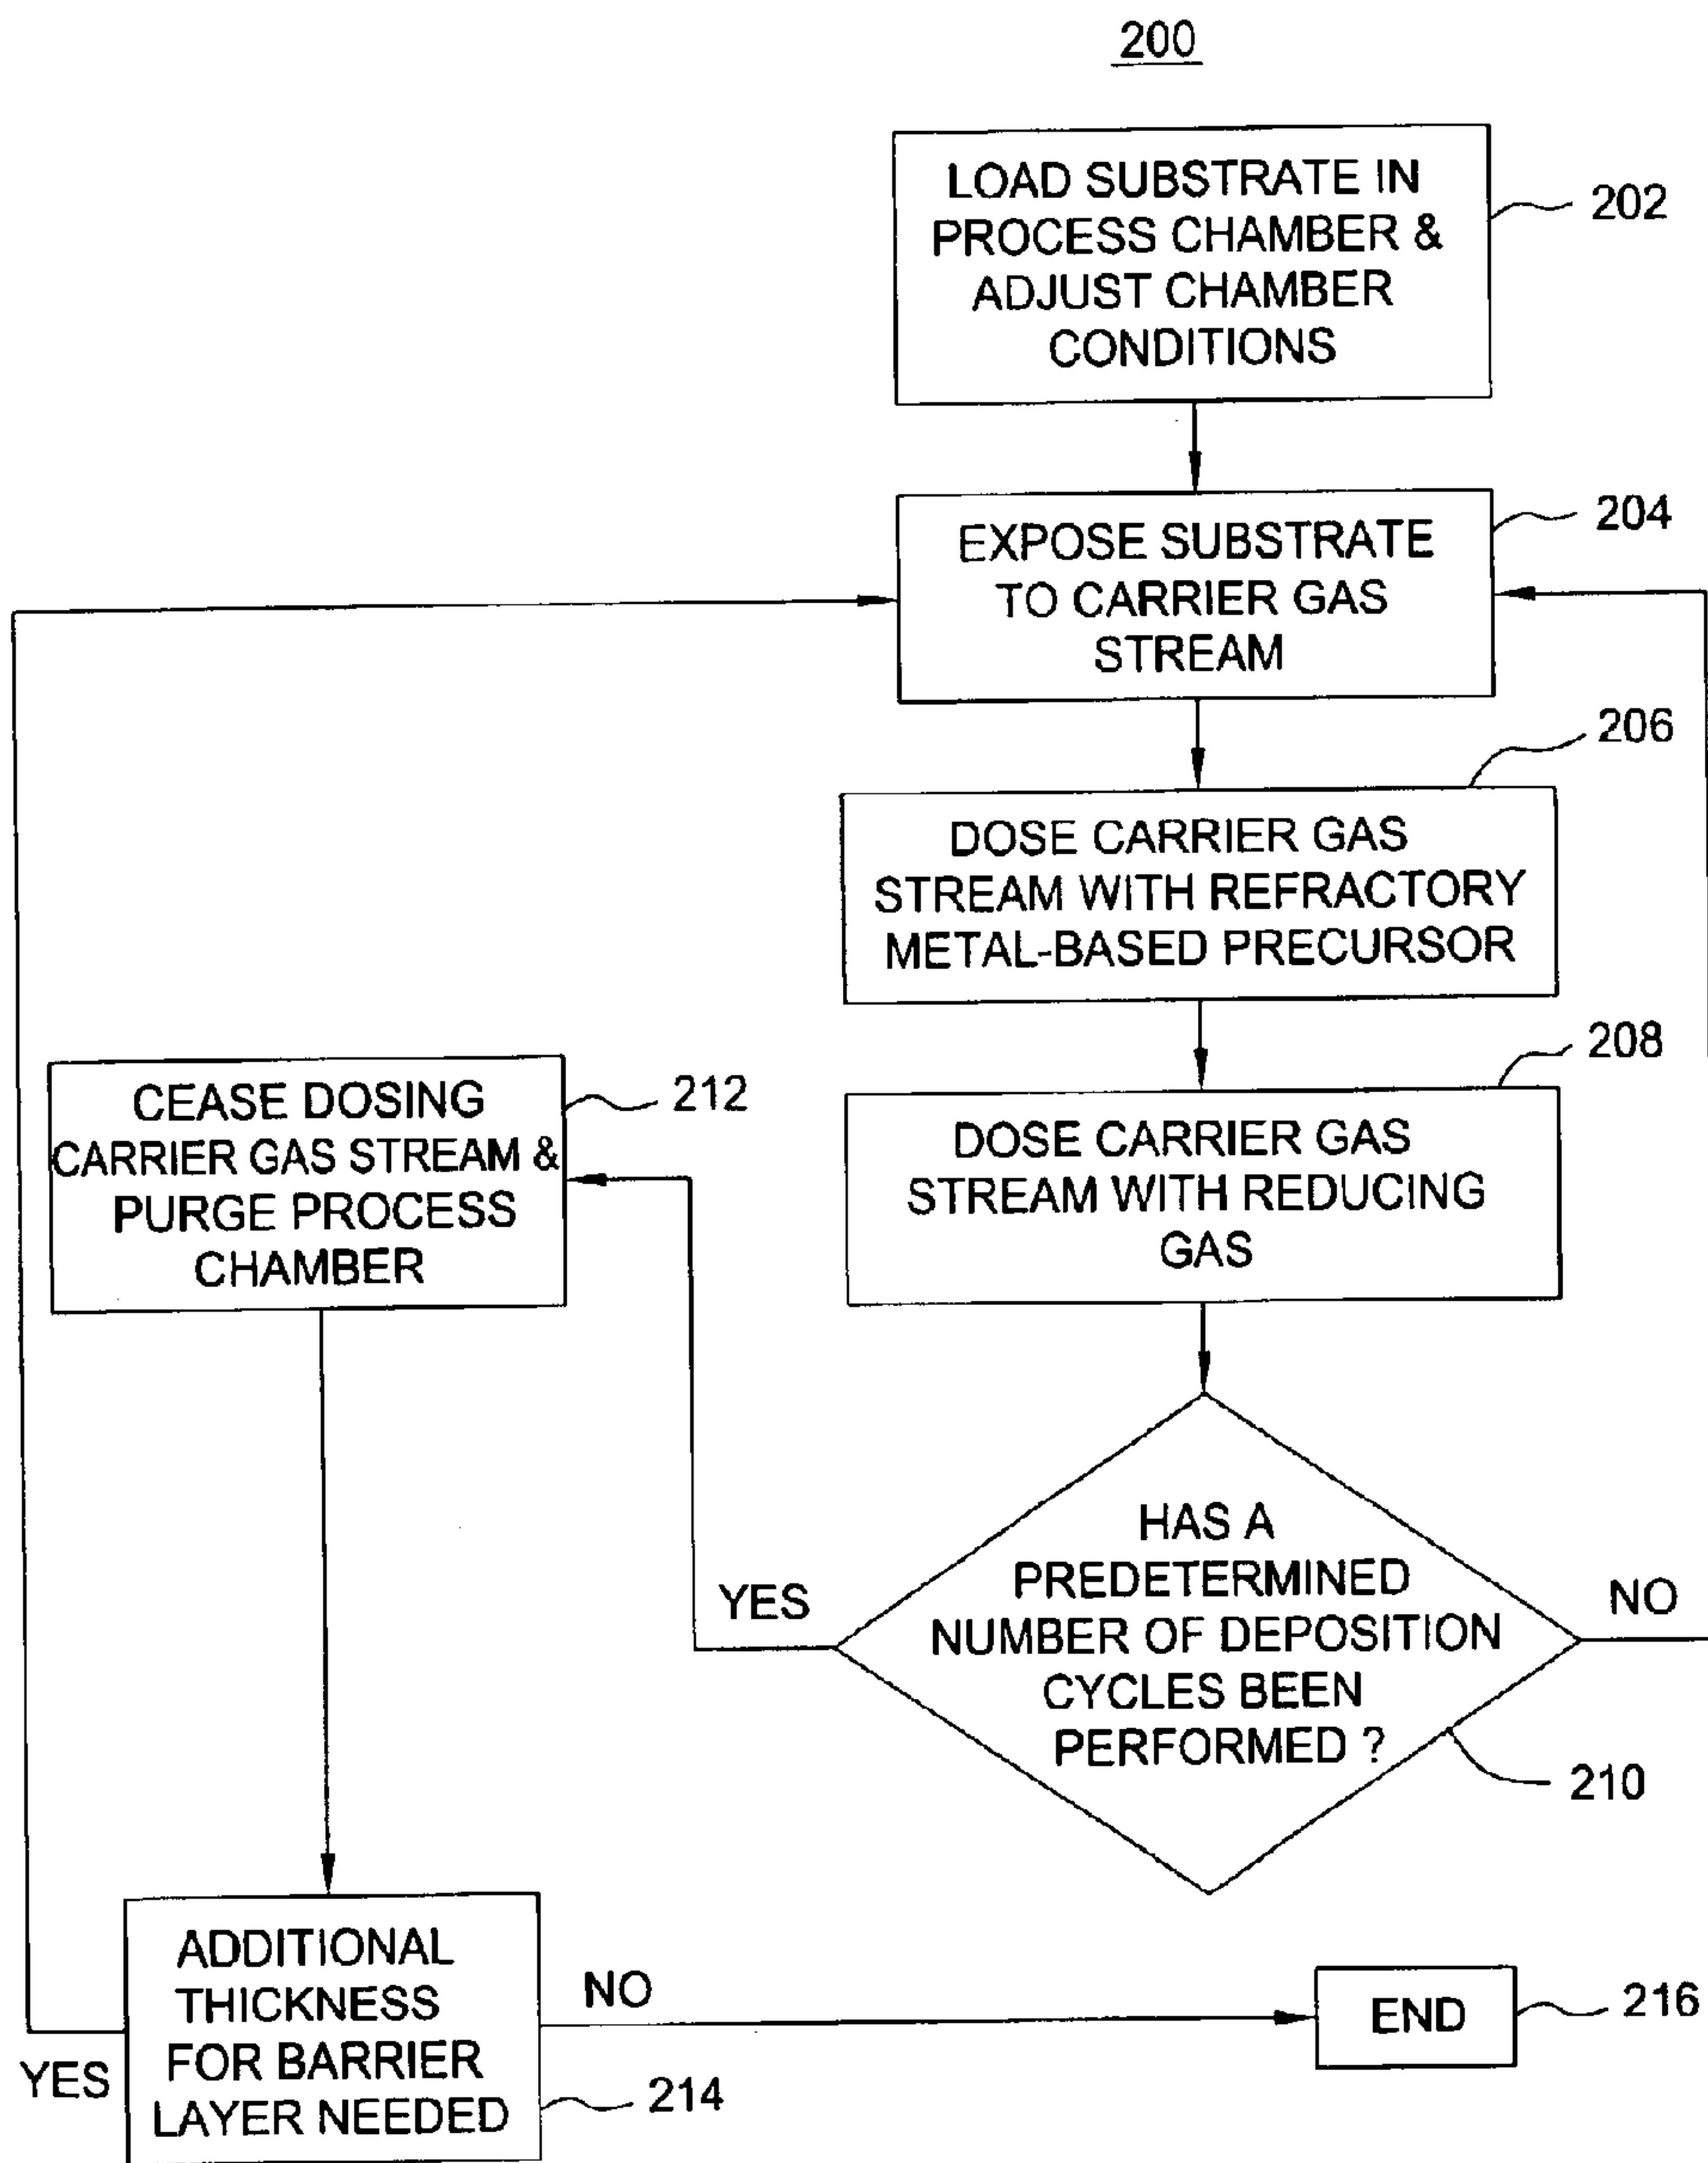 200
LOAD SUBSTRATE IN
PROCESS CHAMBER &
ADJUST CHAMBER
CONDITIONS
202
EXPOSE SUBSTRATE
TO CARRIER GAS
STREAM
204
206
DOSE CARRIER GAS
STREAM WITH REFRACTORY
METAL-BASED PRECURSOR
208
DOSE CARRIER GAS
STREAM WITH REDUCING
GAS
CEASE DOSING
CARRIER GAS STREAM &
PURGE PROCESS
CHAMBER
212
HAS A
PREDETERMINED
NUMBER OF DEPOSITION
CYCLES BEEN
PERFORMED ?
YES
NO
210
ADDITIONAL
THICKNESS
FOR BARRIER
LAYER NEEDED
YES
NO
214
END
216